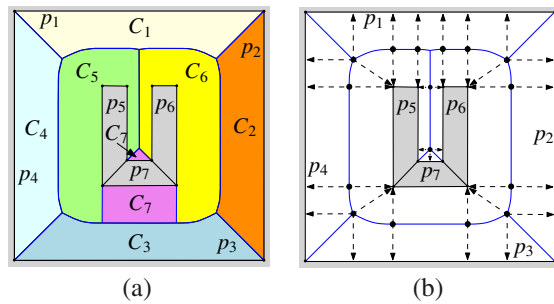 p1 C1 p2
C5 C6
p5 p6
C4 C7 C2
p4 p7
C7
C3 p3
(a)
p1
p5 p6 p2
p4 p7
p3
(b)